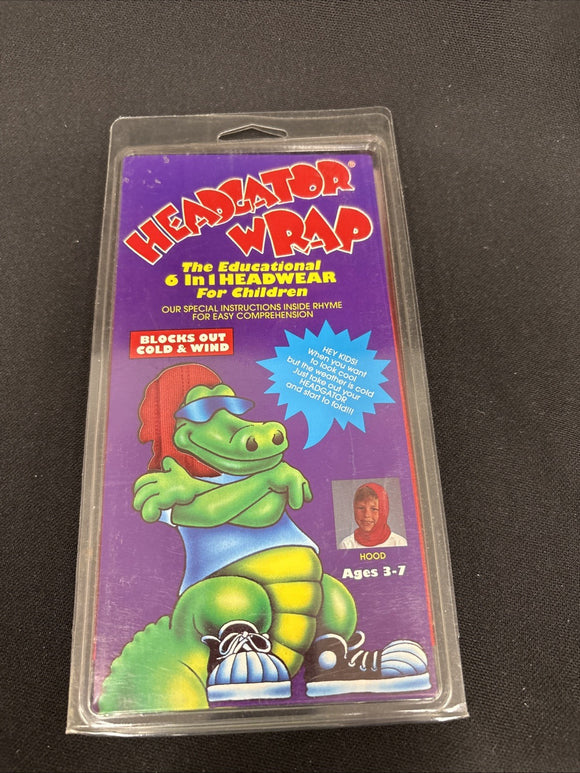 HEADGATOR®
WRAP
The Educational
6 In 1 HEADWEAR
For Children
OUR SPECIAL INSTRUCTIONS INSIDE RHYME
FOR EASY COMPREHENSION
BLOCKS OUT
COLD & WIND
HEY KIDS!
When you want
to look cool
but the weather is cold
Just take out your
HEADGATOR
and start to fold!!!
HOOD
Ages 3-7